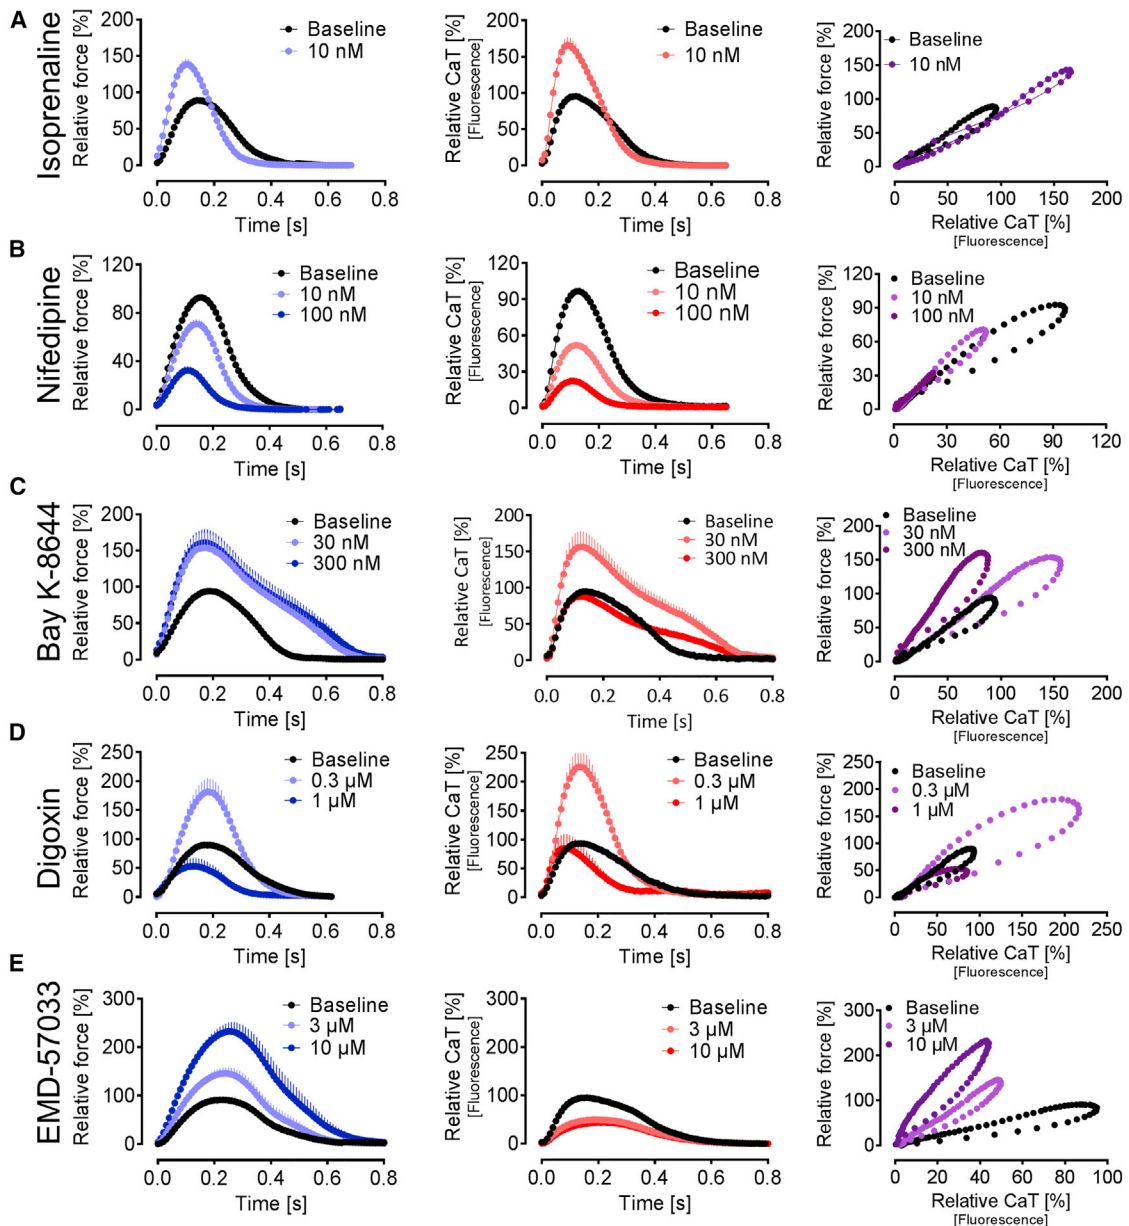 A
Isoprenaline
Relative force [%]
200
150
100
50
0
Baseline
10 nM
0.0 0.2 0.4 0.6 0.8
Time [s]
Relative CaT [%]
[Fluorescence]
200
150
100
50
0
Baseline
10 nM
0.0 0.2 0.4 0.6 0.8
Time [s]
Relative force [%]
200
150
100
50
0
Baseline
10 nM
0 50 100 150 200
Relative CaT [%]
[Fluorescence]
B
Nifedipine
Relative force [%]
120
80
40
0
Baseline
10 nM
100 nM
0.0 0.2 0.4 0.6 0.8
Time [s]
Relative CaT [%]
[Fluorescence]
120
90
60
30
0
Baseline
10 nM
100 nM
0.0 0.2 0.4 0.6 0.8
Time [s]
Relative force [%]
120
90
60
30
0
Baseline
10 nM
100 nM
0 30 60 90 120
Relative CaT [%]
[Fluorescence]
C
Bay K-8644
Relative force [%]
200
150
100
50
0
Baseline
30 nM
300 nM
0.0 0.2 0.4 0.6 0.8
Time [s]
Relative CaT [%]
[Fluorescence]
200
150
100
50
0
Baseline
30 nM
300 nM
0.0 0.2 0.4 0.6 0.8
Time [s]
Relative force [%]
200
150
100
50
0
Baseline
30 nM
300 nM
0 50 100 150 200
Relative CaT [%]
[Fluorescence]
D
Digoxin
Relative force [%]
250
200
150
100
50
0
Baseline
0.3 µM
1 µM
0.0 0.2 0.4 0.6 0.8
Time [s]
Relative CaT [%]
[Fluorescence]
250
200
150
100
50
0
Baseline
0.3 µM
1 µM
0.0 0.2 0.4 0.6 0.8
Time [s]
Relative force [%]
250
200
150
100
50
0
Baseline
0.3 µM
1 µM
0 50 100 150 200 250
Relative CaT [%]
[Fluorescence]
E
EMD-57033
Relative force [%]
300
200
100
0
Baseline
3 µM
10 µM
0.0 0.2 0.4 0.6 0.8
Time [s]
Relative CaT [%]
[Fluorescence]
300
200
100
0
Baseline
3 µM
10 µM
0.0 0.2 0.4 0.6 0.8
Time [s]
Relative force [%]
300
200
100
0
Baseline
3 µM
10 µM
0 20 40 60 80 100
Relative CaT [%]
[Fluorescence]